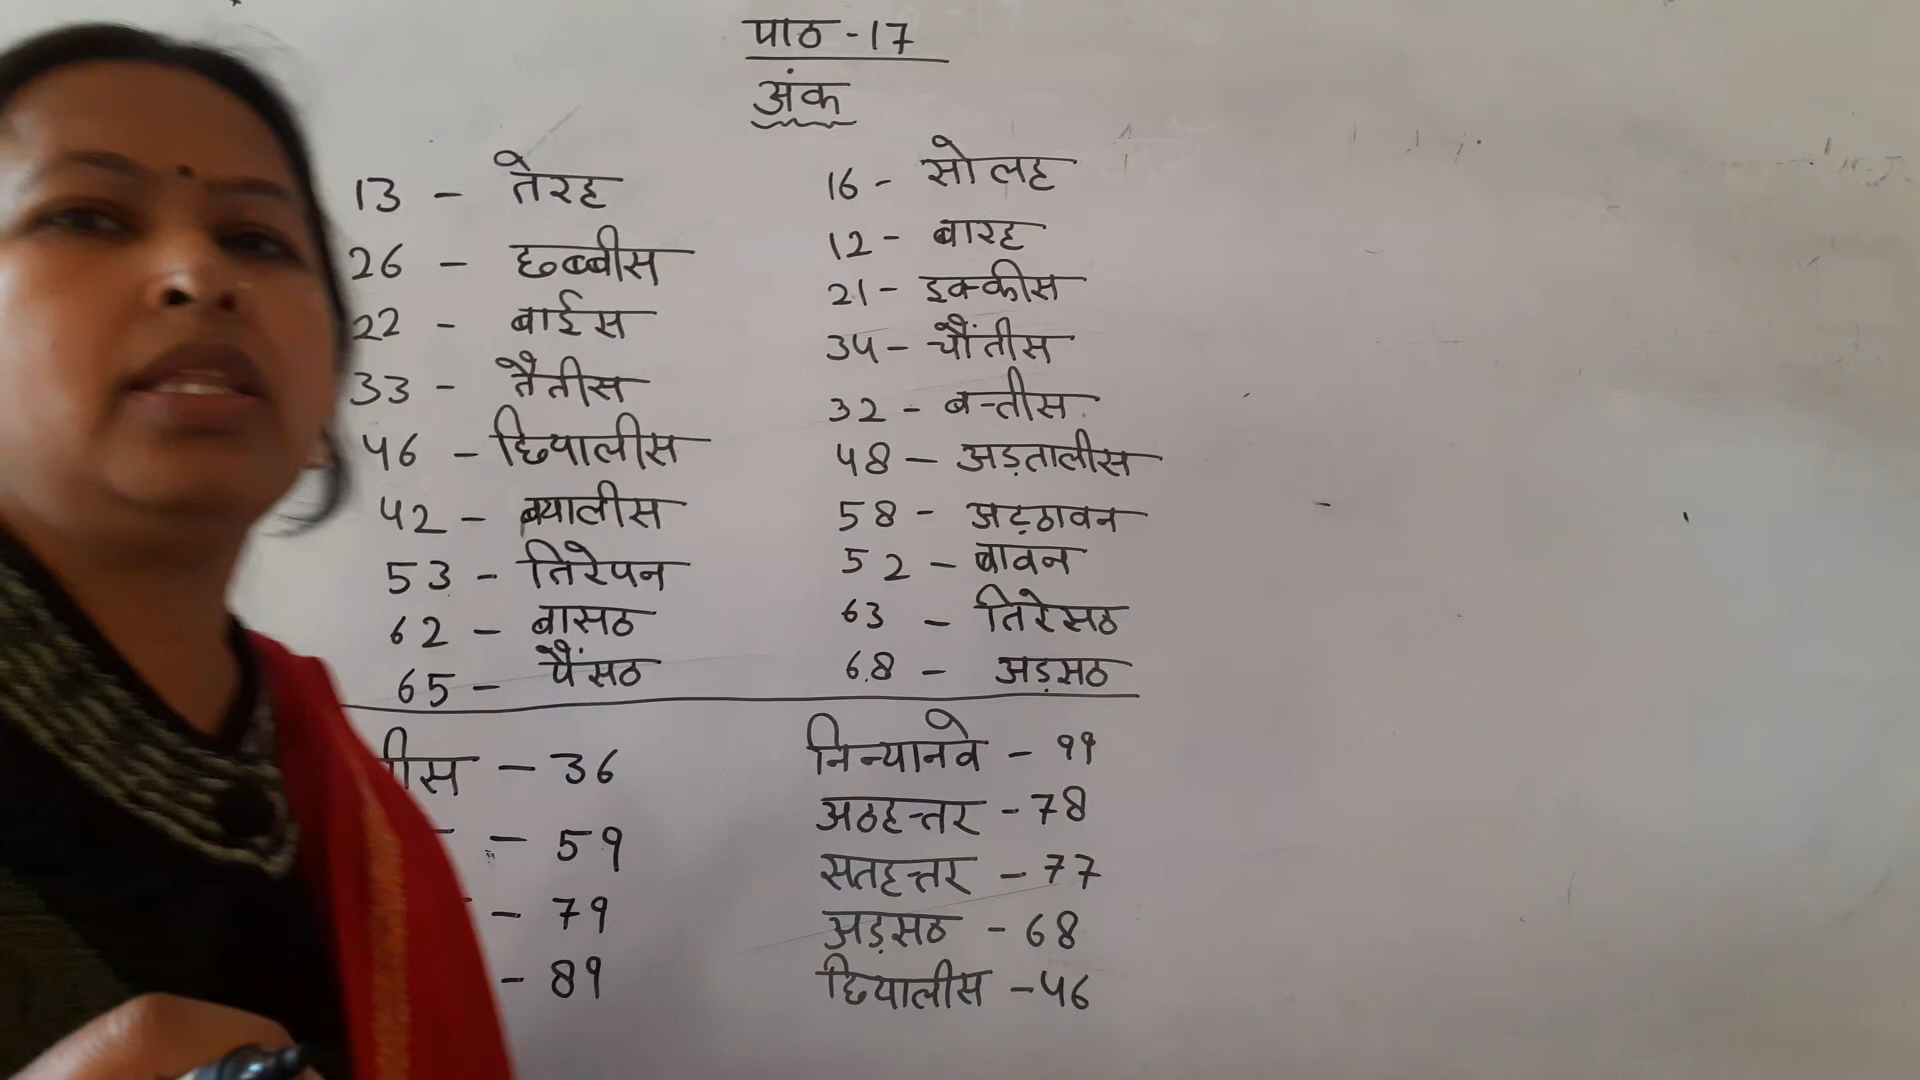 पाठ - 17
अंक
13 - तेरह
26 - छब्बीस
22 - बाईस
33 - तैतीस
46 - छियालीस
42 - ब्यालीस
53 - तिरेपन
62 - बासठ
65 - पैंसठ
16 - सोलह
12 - बारह
21 - इक्कीस
34 - चौंतीस
32 - बत्तीस
48 - अड़तालीस
58 - अट्ठावन
52 - बावन
63 - तिरेसठ
68 - अड़सठ
- 36
- 59
- 79
- 89
निन्यानवे - 99
अठहत्तर - 78
सतहत्तर - 77
अड़सठ - 68
छियालीस - 46